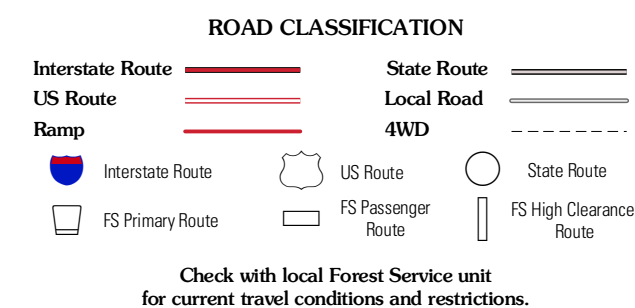 ROAD CLASSIFICATION
Interstate Route
State Route
US Route
Local Road
Ramp
4WD
Interstate Route
US Route
State Route
FS Primary Route
FS Passenger
Route
FS High Clearance
Route
Check with local Forest Service unit
for current travel conditions and restrictions.